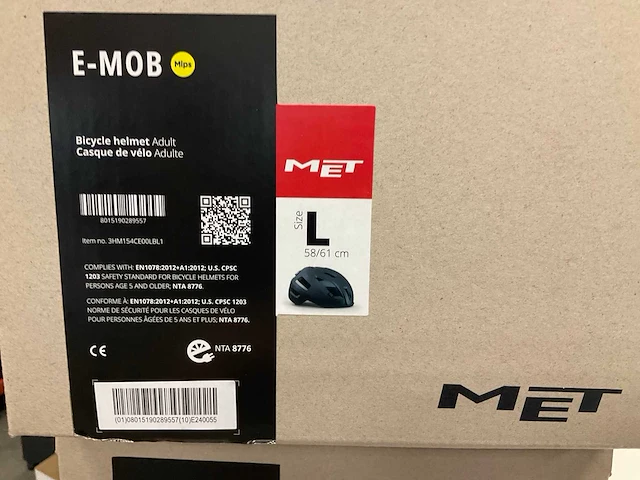 E-MOB Mips
Bicycle helmet Adult
Casque de vélo Adulte
8015190289557
Item no. 3HM154CE00LBL1
COMPLIES WITH: EN1078:2012+A1:2012; U.S. CPSC
1203 SAFETY STANDARD FOR BICYCLE HELMETS FOR
PERSONS AGE 5 AND OLDER; NTA 8776.
CONFORME À: EN1078:2012+A1:2012; U.S. CPSC 1203
NORME DE SÉCURITÉ POUR LES CASQUES DE VÉLO
POUR PERSONNES ÂGÉES DE 5 ANS ET PLUS; NTA 8776.
CE
NTA 8776
(01)08015190289557(10)E240055
MET
Size
L
58/61 cm
MET